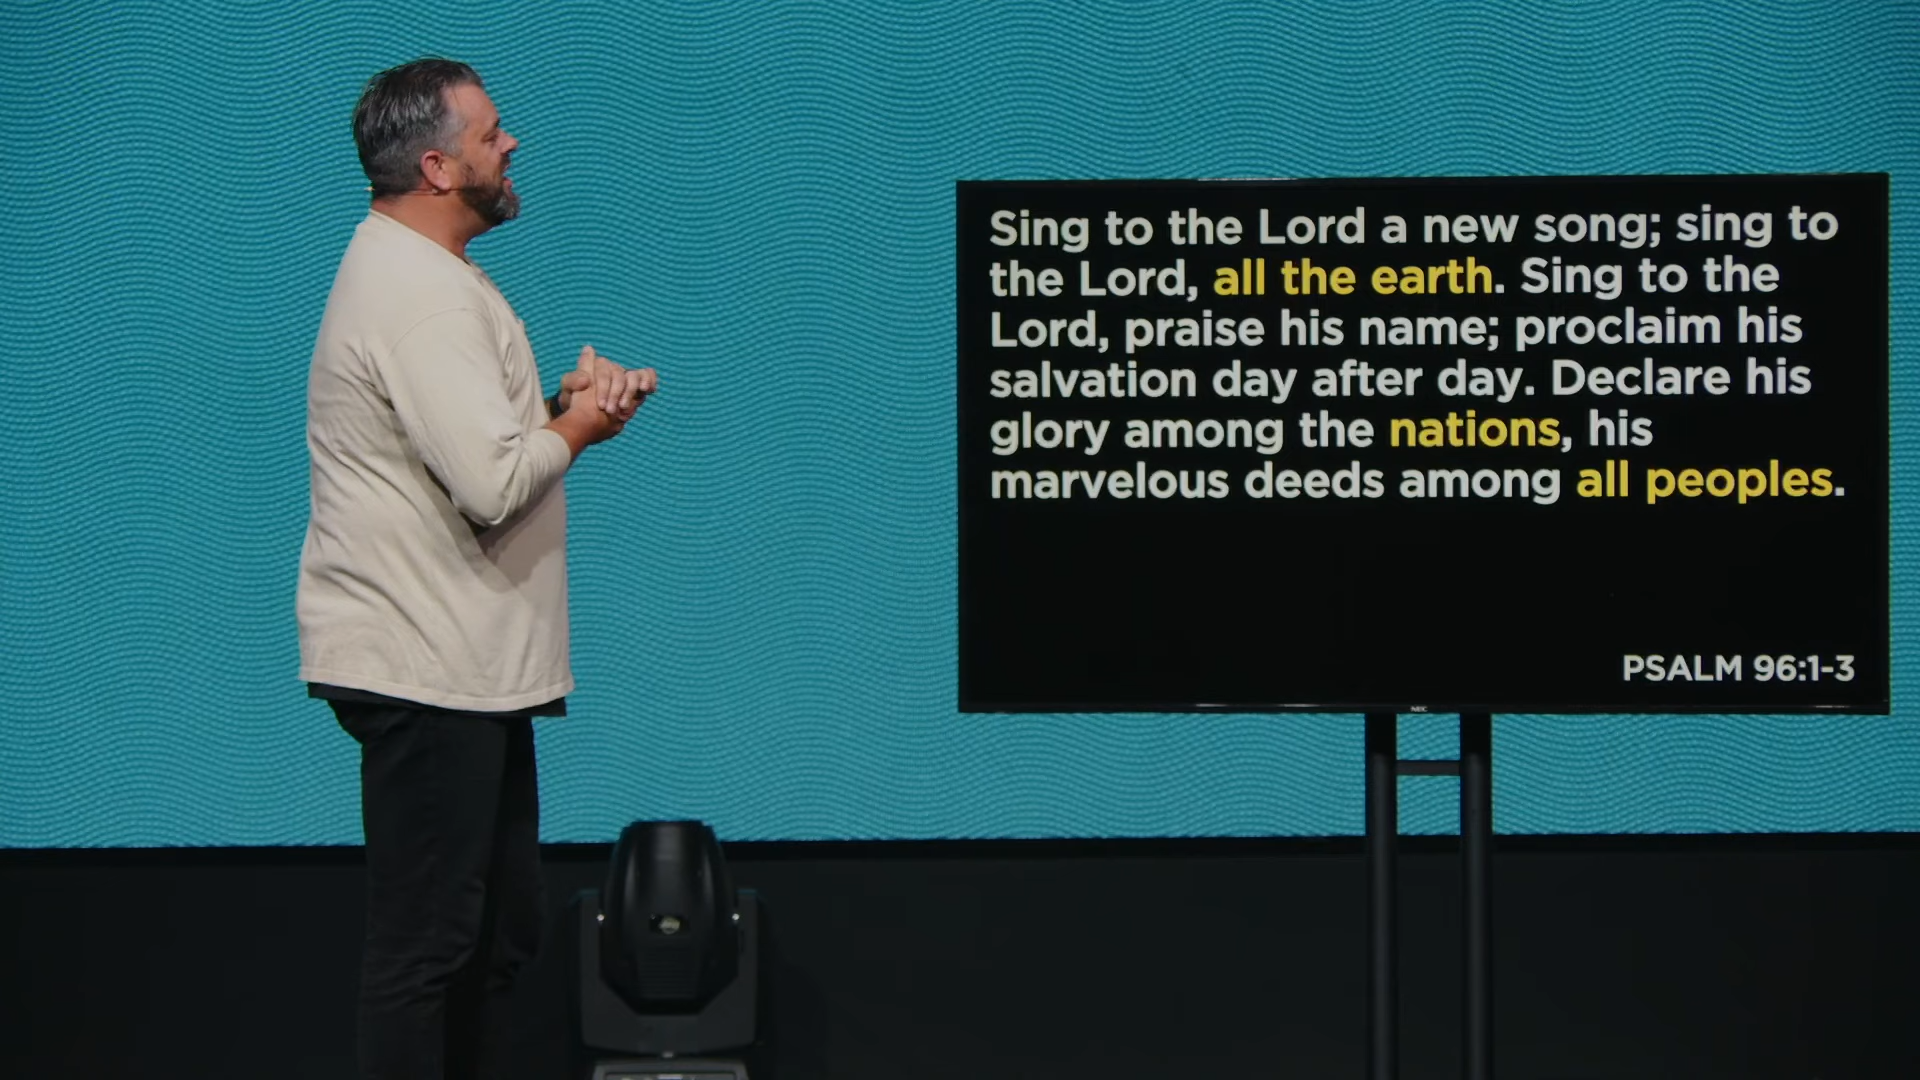 Sing to the Lord a new song; sing to
the Lord, all the earth. Sing to the
Lord, praise his name; proclaim his
salvation day after day. Declare his
glory among the nations, his
marvelous deeds among all peoples.
PSALM 96:1-3
NEC